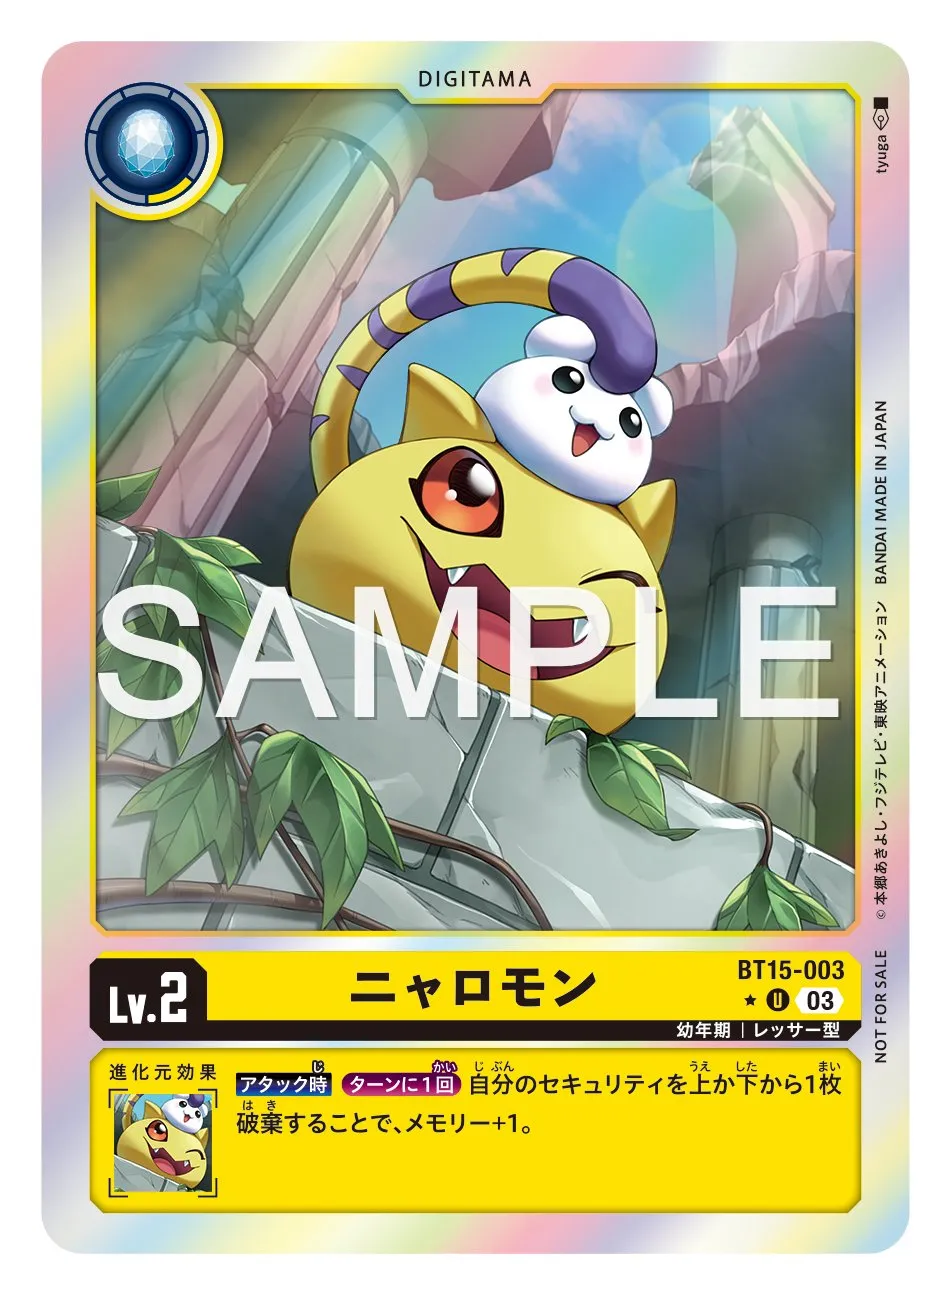 DIGITAMA
tyuga
SAMPLE
© 本郷あきよし・フジテレビ・東映アニメーション BANDAI MADE IN JAPAN
NOT FOR SALE
Lv.2
ニャロモン
BT15-003
U 03
幼年期 | レッサー型
進化元効果
アタック時 ターンに1回 自分のセキュリティを上か下から1枚
破棄することで、メモリー+1。